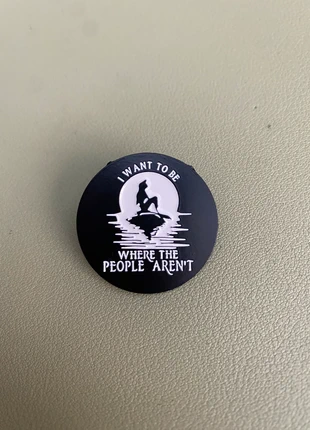 I WANT TO BE
WHERE THE
PEOPLE AREN'T